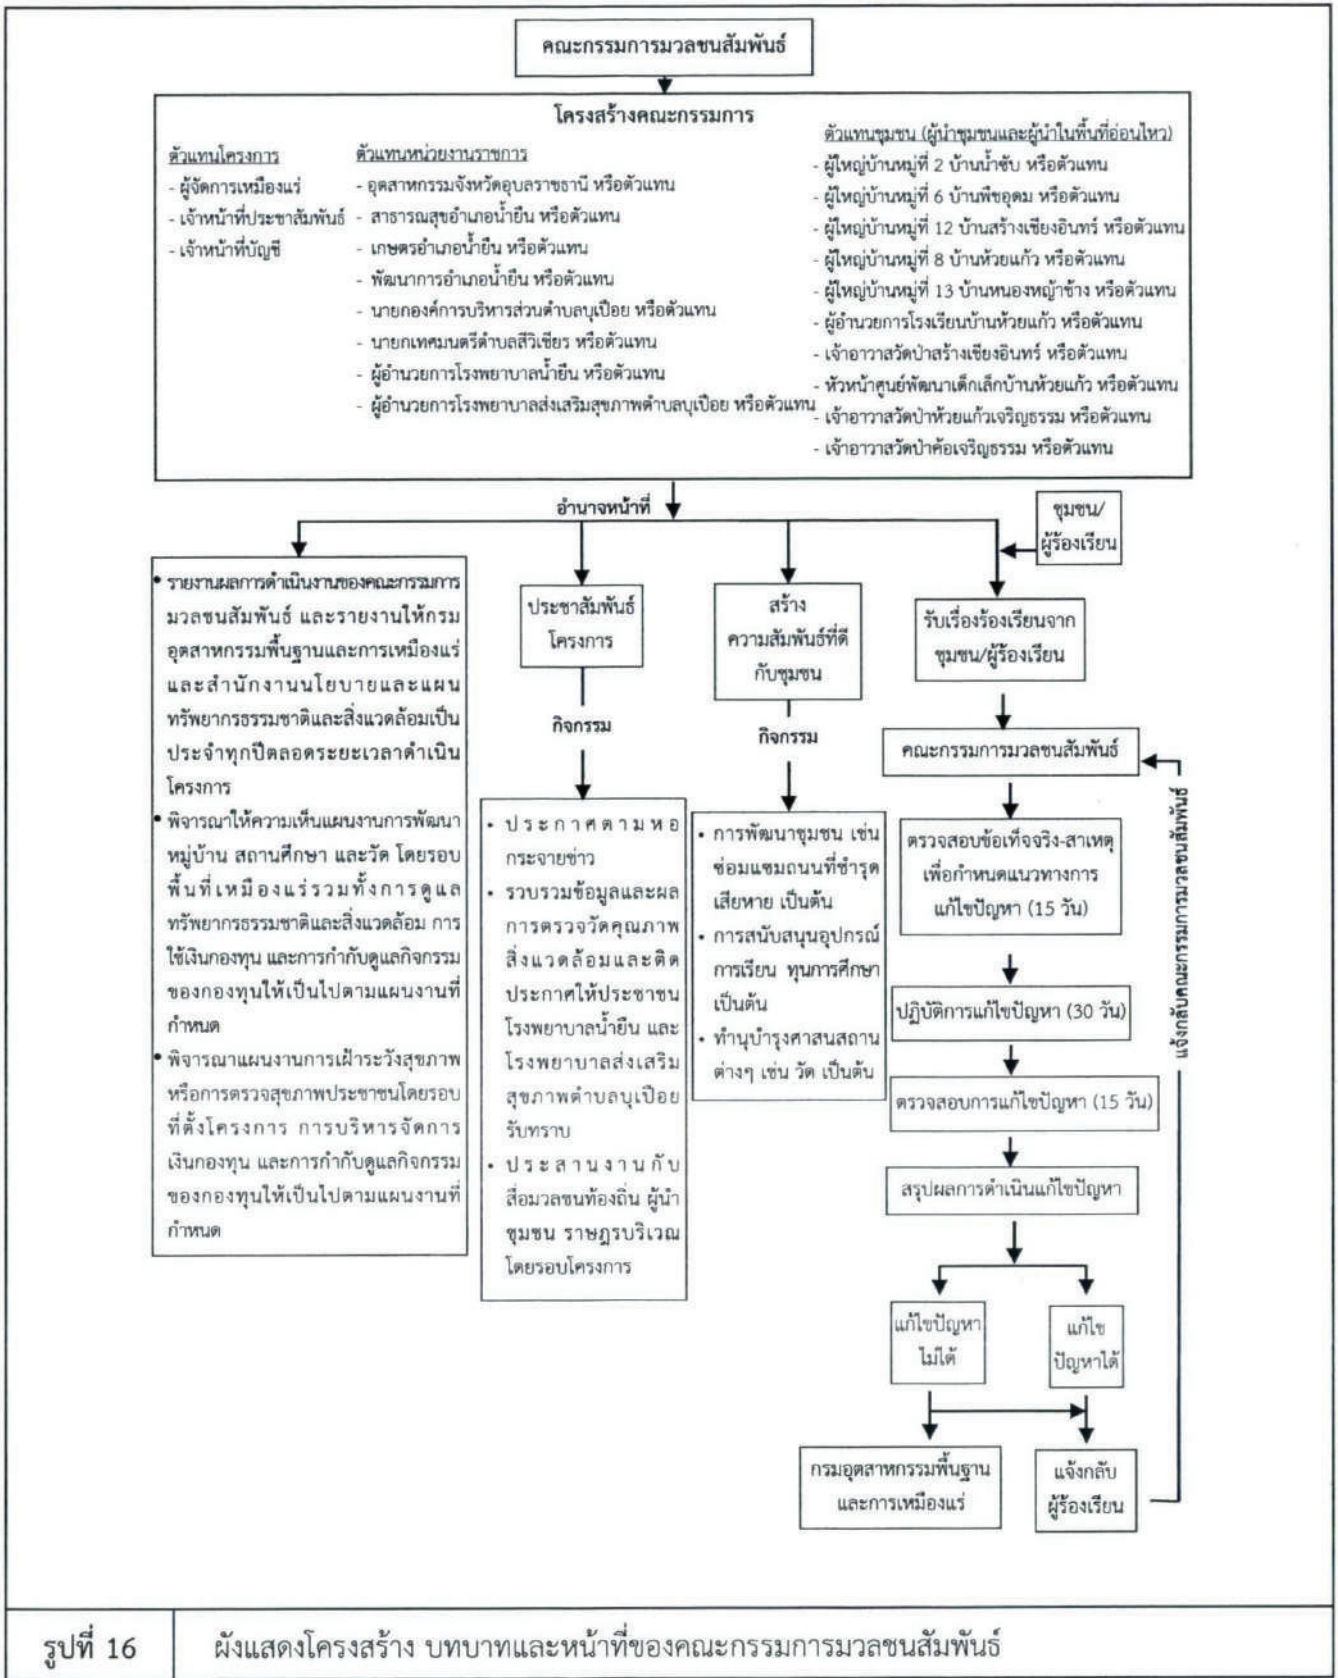 คณะกรรมการมวลชนสัมพันธ์
โครงสร้างคณะกรรมการ
ตัวแทนโครงการ
- ผู้จัดการเหมืองแร่
- เจ้าหน้าที่ประชาสัมพันธ์
- เจ้าหน้าที่บัญชี
ตัวแทนหน่วยงานราชการ
- อุตสาหกรรมจังหวัดอุบลราชธานี หรือตัวแทน
- สาธารณสุขอำเภอน้ำยืน หรือตัวแทน
- เกษตรอำเภอน้ำยืน หรือตัวแทน
- พัฒนาการอำเภอน้ำยืน หรือตัวแทน
- นายกองค์การบริหารส่วนตำบลบุเปือย หรือตัวแทน
- นายกเทศมนตรีตำบลสีวิเชียร หรือตัวแทน
- ผู้อำนวยการโรงพยาบาลน้ำยืน หรือตัวแทน
- ผู้อำนวยการโรงพยาบาลส่งเสริมสุขภาพตำบลบุเปือย หรือตัวแทน
ตัวแทนชุมชน (ผู้นำชุมชนและผู้นำในพื้นที่อ่อนไหว)
- ผู้ใหญ่บ้านหมู่ที่ 2 บ้านน้ำซับ หรือตัวแทน
- ผู้ใหญ่บ้านหมู่ที่ 6 บ้านพืชอุดม หรือตัวแทน
- ผู้ใหญ่บ้านหมู่ที่ 12 บ้านสร้างเชียงอินทร์ หรือตัวแทน
- ผู้ใหญ่บ้านหมู่ที่ 8 บ้านห้วยแก้ว หรือตัวแทน
- ผู้ใหญ่บ้านหมู่ที่ 13 บ้านหนองหญ้าช้าง หรือตัวแทน
- ผู้อำนวยการโรงเรียนบ้านห้วยแก้ว หรือตัวแทน
- เจ้าอาวาสวัดป่าสร้างเชียงอินทร์ หรือตัวแทน
- หัวหน้าศูนย์พัฒนาเด็กเล็กบ้านห้วยแก้ว หรือตัวแทน
- เจ้าอาวาสวัดป่าห้วยแก้วเจริญธรรม หรือตัวแทน
- เจ้าอาวาสวัดป่าค้อเจริญธรรม หรือตัวแทน
อำนาจหน้าที่
ชุมชน/
ผู้ร้องเรียน
• รายงานผลการดำเนินงานของคณะกรรมการ
มวลชนสัมพันธ์ และรายงานให้กรม
อุตสาหกรรมพื้นฐานและการเหมืองแร่
และสำนักงานนโยบายและแผน
ทรัพยากรธรรมชาติและสิ่งแวดล้อมเป็น
ประจำทุกปีตลอดระยะเวลาดำเนิน
โครงการ
• พิจารณาให้ความเห็นแผนงานการพัฒนา
หมู่บ้าน สถานศึกษา และวัด โดยรอบ
พื้นที่เหมืองแร่รวมทั้งการดูแล
ทรัพยากรธรรมชาติและสิ่งแวดล้อม การ
ใช้เงินกองทุน และการกำกับดูแลกิจกรรม
ของกองทุนให้เป็นไปตามแผนงานที่
กำหนด
• พิจารณาแผนงานการเฝ้าระวังสุขภาพ
หรือการตรวจสุขภาพประชาชนโดยรอบ
ที่ตั้งโครงการ การบริหารจัดการ
เงินกองทุน และการกำกับดูแลกิจกรรม
ของกองทุนให้เป็นไปตามแผนงานที่
กำหนด
ประชาสัมพันธ์
โครงการ
กิจกรรม
• ประกาศตามหอ
กระจายข่าว
• รวบรวมข้อมูลและผล
การตรวจวัดคุณภาพ
สิ่งแวดล้อมและติด
ประกาศให้ประชาชน
โรงพยาบาลน้ำยืน และ
โรงพยาบาลส่งเสริม
สุขภาพตำบลบุเปือย
รับทราบ
• ประสานงานกับ
สื่อมวลชนท้องถิ่น ผู้นำ
ชุมชน ราษฎรบริเวณ
โดยรอบโครงการ
สร้าง
ความสัมพันธ์ที่ดี
กับชุมชน
กิจกรรม
• การพัฒนาชุมชน เช่น
ซ่อมแซมถนนที่ชำรุด
เสียหาย เป็นต้น
• การสนับสนุนอุปกรณ์
การเรียน ทุนการศึกษา
เป็นต้น
• ทำนุบำรุงศาสนสถาน
ต่างๆ เช่น วัด เป็นต้น
รับเรื่องร้องเรียนจาก
ชุมชน/ผู้ร้องเรียน
คณะกรรมการมวลชนสัมพันธ์
ตรวจสอบข้อเท็จจริง-สาเหตุ
เพื่อกำหนดแนวทางการ
แก้ไขปัญหา (15 วัน)
ปฏิบัติการแก้ไขปัญหา (30 วัน)
ตรวจสอบการแก้ไขปัญหา (15 วัน)
สรุปผลการดำเนินแก้ไขปัญหา
แก้ไขปัญหา
ไม่ได้
แก้ไข
ปัญหาได้
กรมอุตสาหกรรมพื้นฐาน
และการเหมืองแร่
แจ้งกลับ
ผู้ร้องเรียน
แจ้งกลับคณะกรรมการมวลชนสัมพันธ์
รูปที่ 16
ผังแสดงโครงสร้าง บทบาทและหน้าที่ของคณะกรรมการมวลชนสัมพันธ์